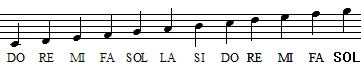 DO RE MI FA SOL LA SI DO RE MI FA SOL